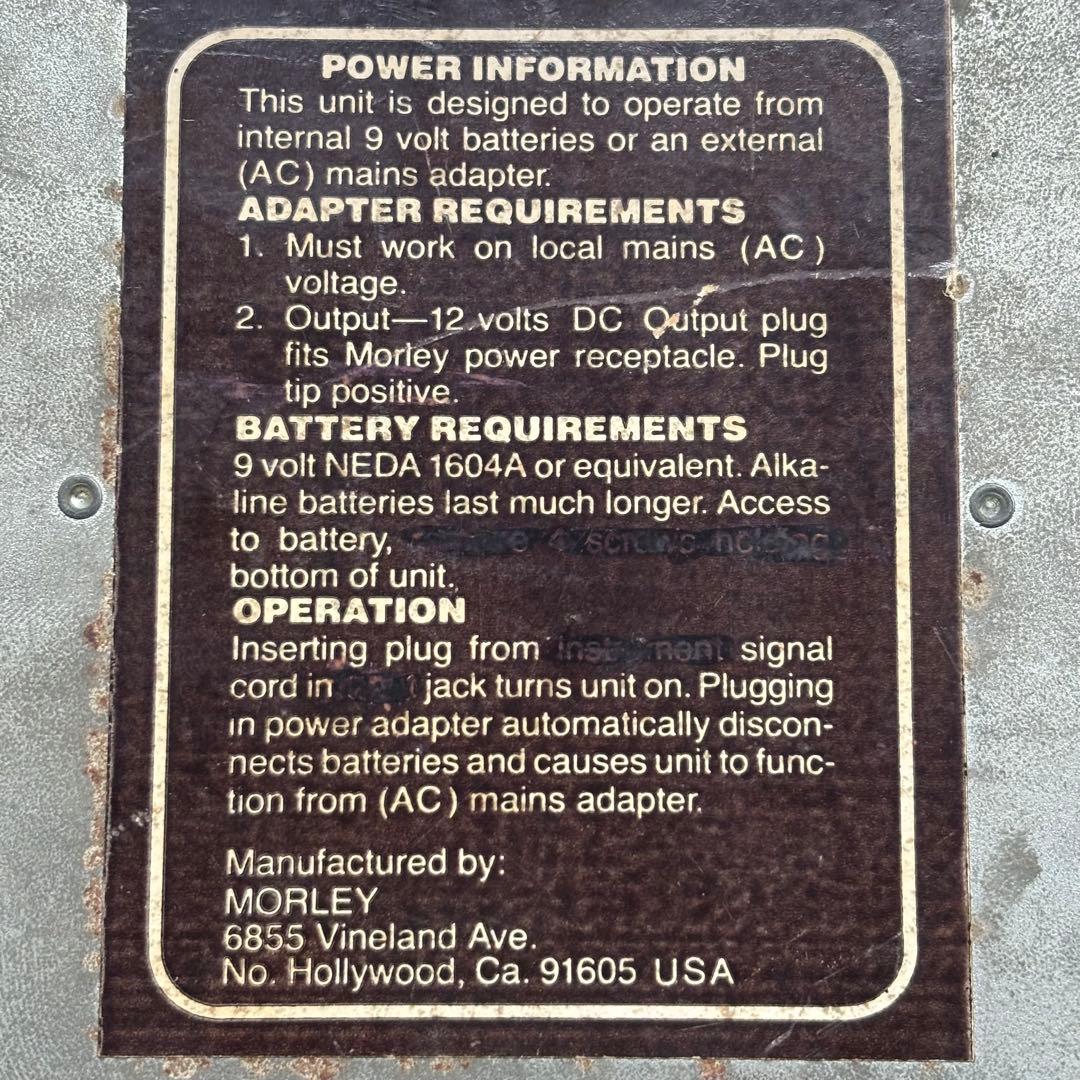 POWER INFORMATION
This unit is designed to operate from
internal 9 volt batteries or an external
(AC) mains adapter.
ADAPTER REQUIREMENTS
1. Must work on local mains (AC)
voltage.
2. Output—12 volts DC Output plug
fits Morley power receptacle. Plug
tip positive.
BATTERY REQUIREMENTS
9 volt NEDA 1604A or equivalent. Alka-
line batteries last much longer. Access
to battery, 4 screws holding
bottom of unit.
OPERATION
Inserting plug from instrument signal
cord in jack turns unit on. Plugging
in power adapter automatically discon-
nects batteries and causes unit to func-
tion from (AC) mains adapter.
Manufactured by:
MORLEY
6855 Vineland Ave.
No. Hollywood, Ca. 91605 USA